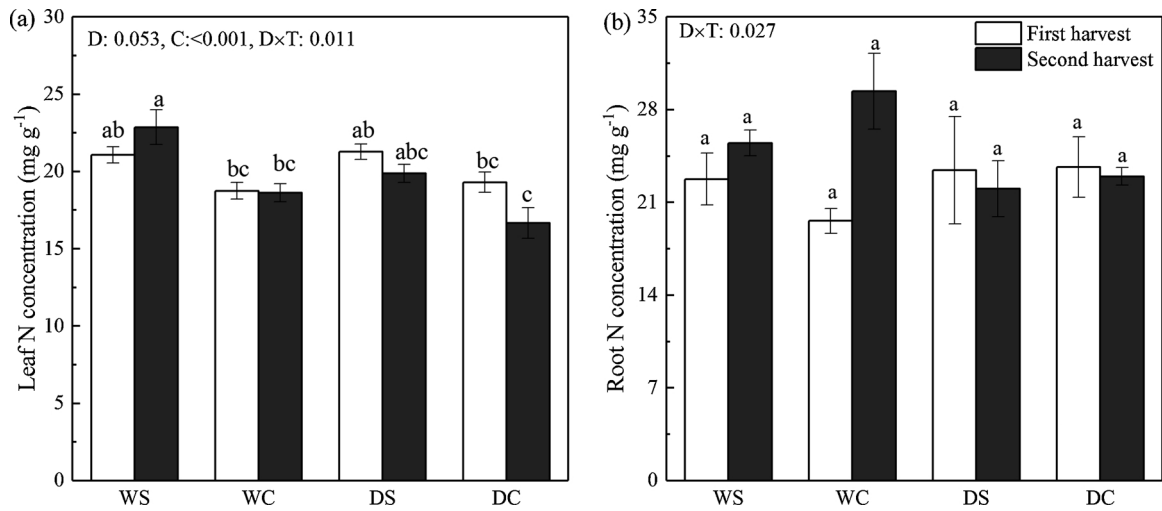 (a)
D: 0.053, C:<0.001, D×T: 0.011
Leaf N concentration (mg g-1)
30
25
20
15
10
5
0
ab
a
bc
bc
ab
abc
bc
c
WS
WC
DS
DC
(b)
D×T: 0.027
First harvest
Second harvest
Root N concentration (mg g-1)
35
28
21
14
7
0
a
a
a
a
a
a
a
a
WS
WC
DS
DC